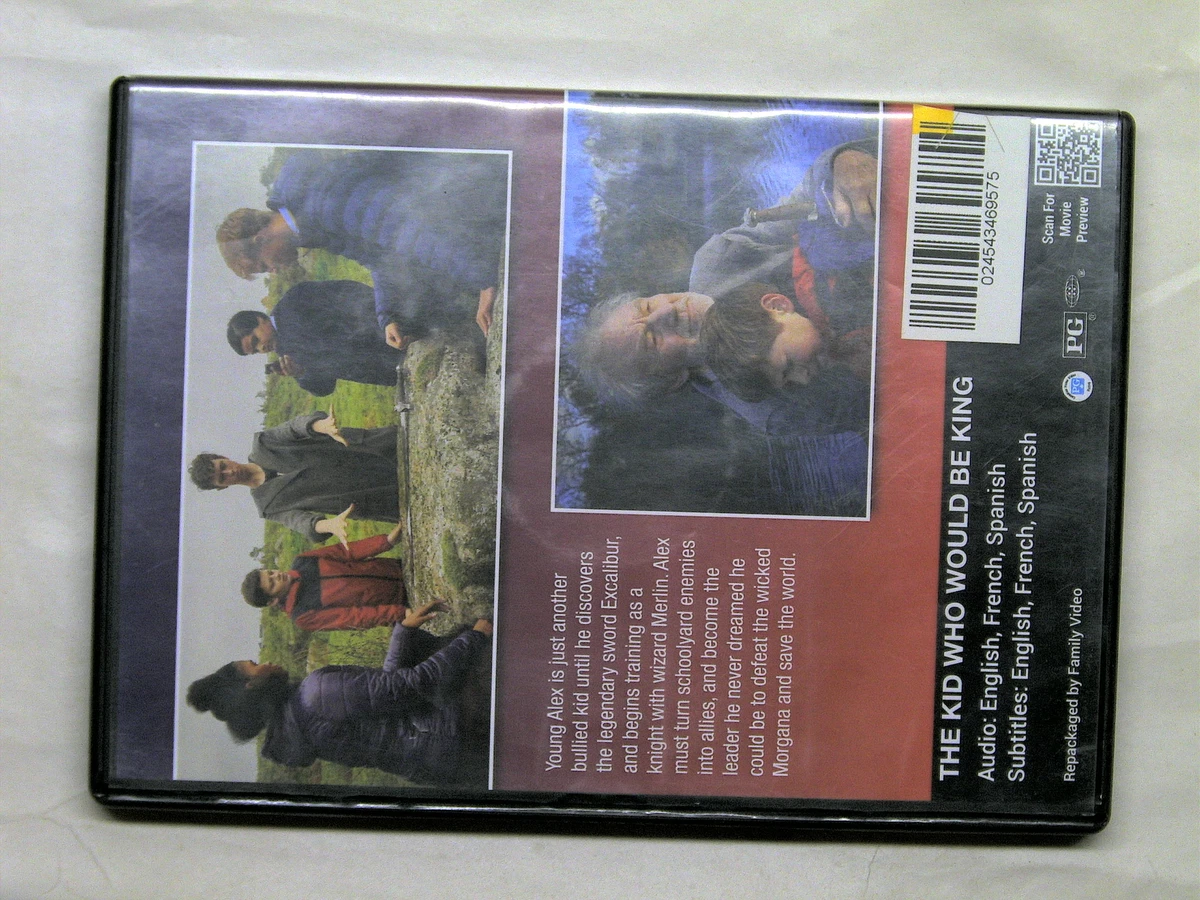 Young Alex is just another
bullied kid until he discovers
the legendary sword Excalibur,
and begins training as a
knight with wizard Merlin. Alex
must turn schoolyard enemies
into allies, and become the
leader he never dreamed he
could be to defeat the wicked
Morgana and save the world.
THE KID WHO WOULD BE KING
Audio: English, French, Spanish
Subtitles: English, French, Spanish
Repackaged by Family Video
PG
PG ®
®
024543469575
Scan For
Movie
Preview